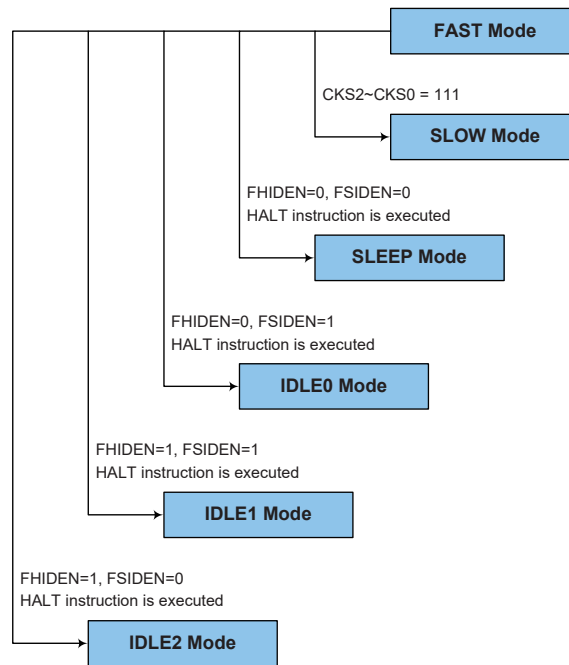 FAST Mode
CKS2~CKS0 = 111
SLOW Mode
FHIDEN=0, FSIDEN=0
HALT instruction is executed
SLEEP Mode
FHIDEN=0, FSIDEN=1
HALT instruction is executed
IDLE0 Mode
FHIDEN=1, FSIDEN=1
HALT instruction is executed
IDLE1 Mode
FHIDEN=1, FSIDEN=0
HALT instruction is executed
IDLE2 Mode